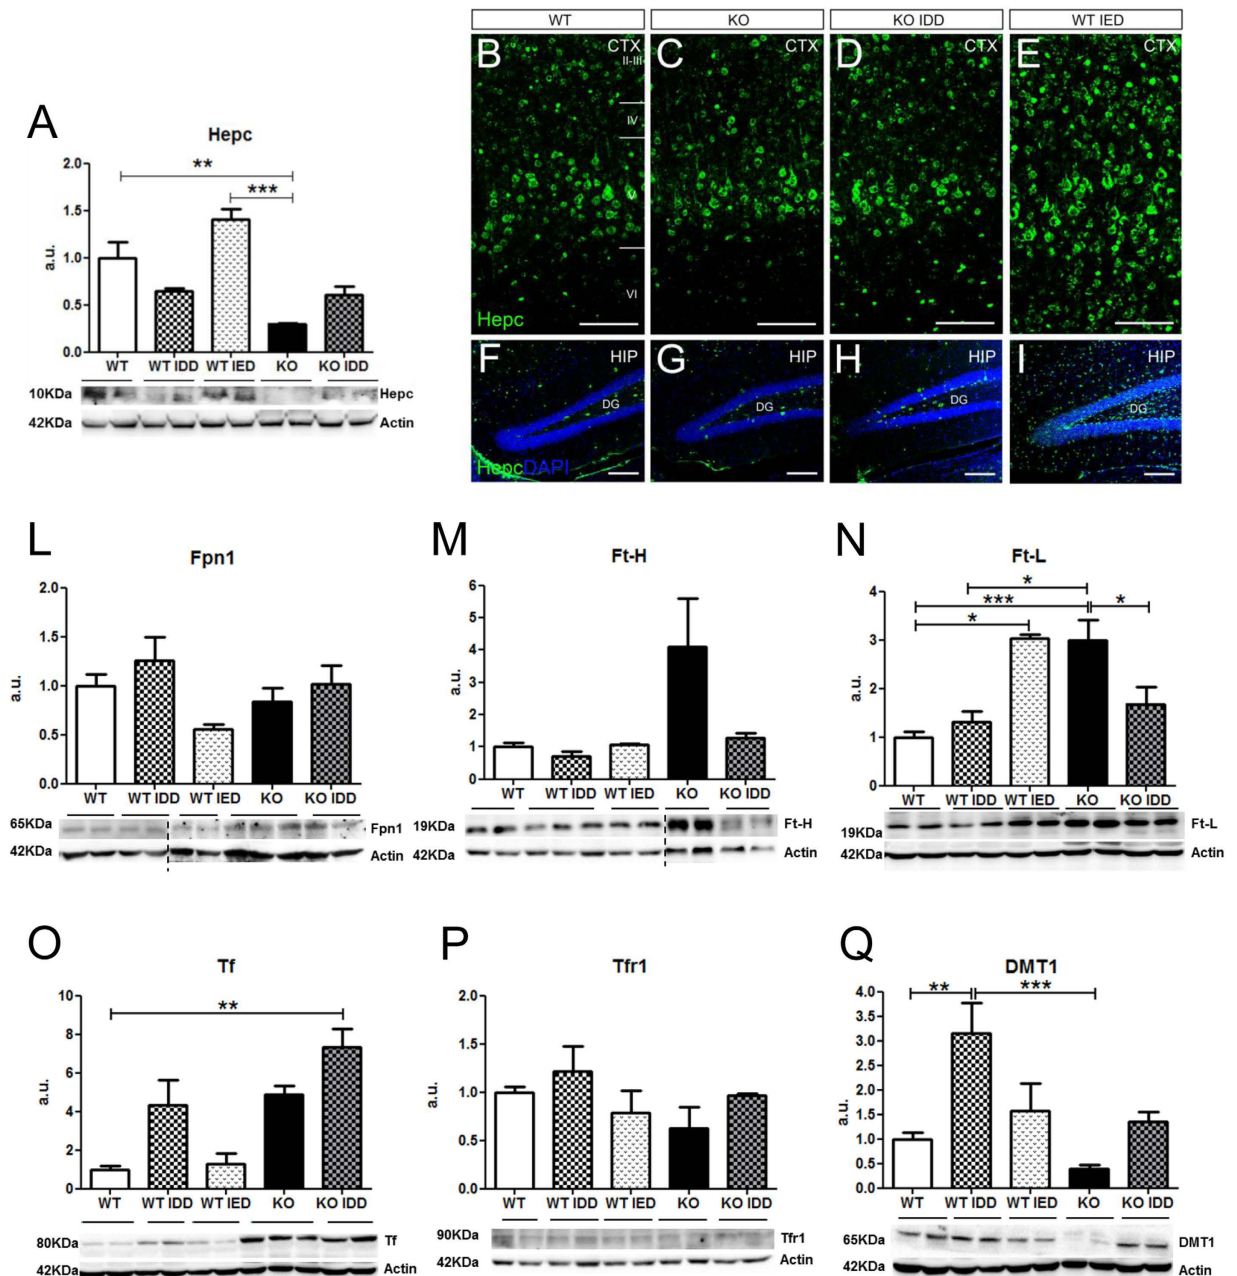 WT KO KO IDD WT IED
A
Hepc
**
***
2.0
1.5
1.0
0.5
0.0
a.u.
WT WT IDD WT IED KO KO IDD
10KDa Hepc
42KDa Actin
B CTX
II-III
IV
V
VI
Hepc
C CTX
D CTX
E CTX
F HIP
DG
HepcDAPI
G HIP
DG
H HIP
DG
I HIP
DG
L
Fpn1
2.0
1.5
1.0
0.5
0.0
a.u.
WT WT IDD WT IED KO KO IDD
65KDa Fpn1
42KDa Actin
M
Ft-H
6
5
4
3
2
1
0
a.u.
WT WT IDD WT IED KO KO IDD
19KDa Ft-H
42KDa Actin
N
Ft-L
*
***
*
*
4
3
2
1
0
a.u.
WT WT IDD WT IED KO KO IDD
19KDa Ft-L
42KDa Actin
O
Tf
**
10
8
6
4
2
0
a.u.
WT WT IDD WT IED KO KO IDD
80KDa Tf
42KDa Actin
P
Tfr1
2.0
1.5
1.0
0.5
0.0
a.u.
WT WT IDD WT IED KO KO IDD
90KDa Tfr1
42KDa Actin
Q
DMT1
**
***
4.0
3.5
3.0
2.5
2.0
1.5
1.0
0.5
0.0
a.u.
WT WT IDD WT IED KO KO IDD
65KDa DMT1
42KDa Actin